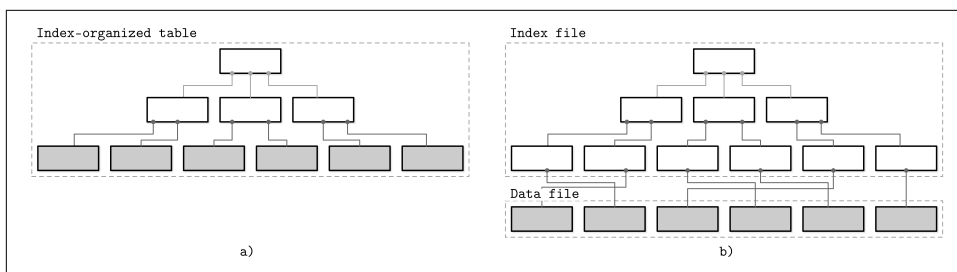 Index-organized table
Index file
Data file
a)
b)